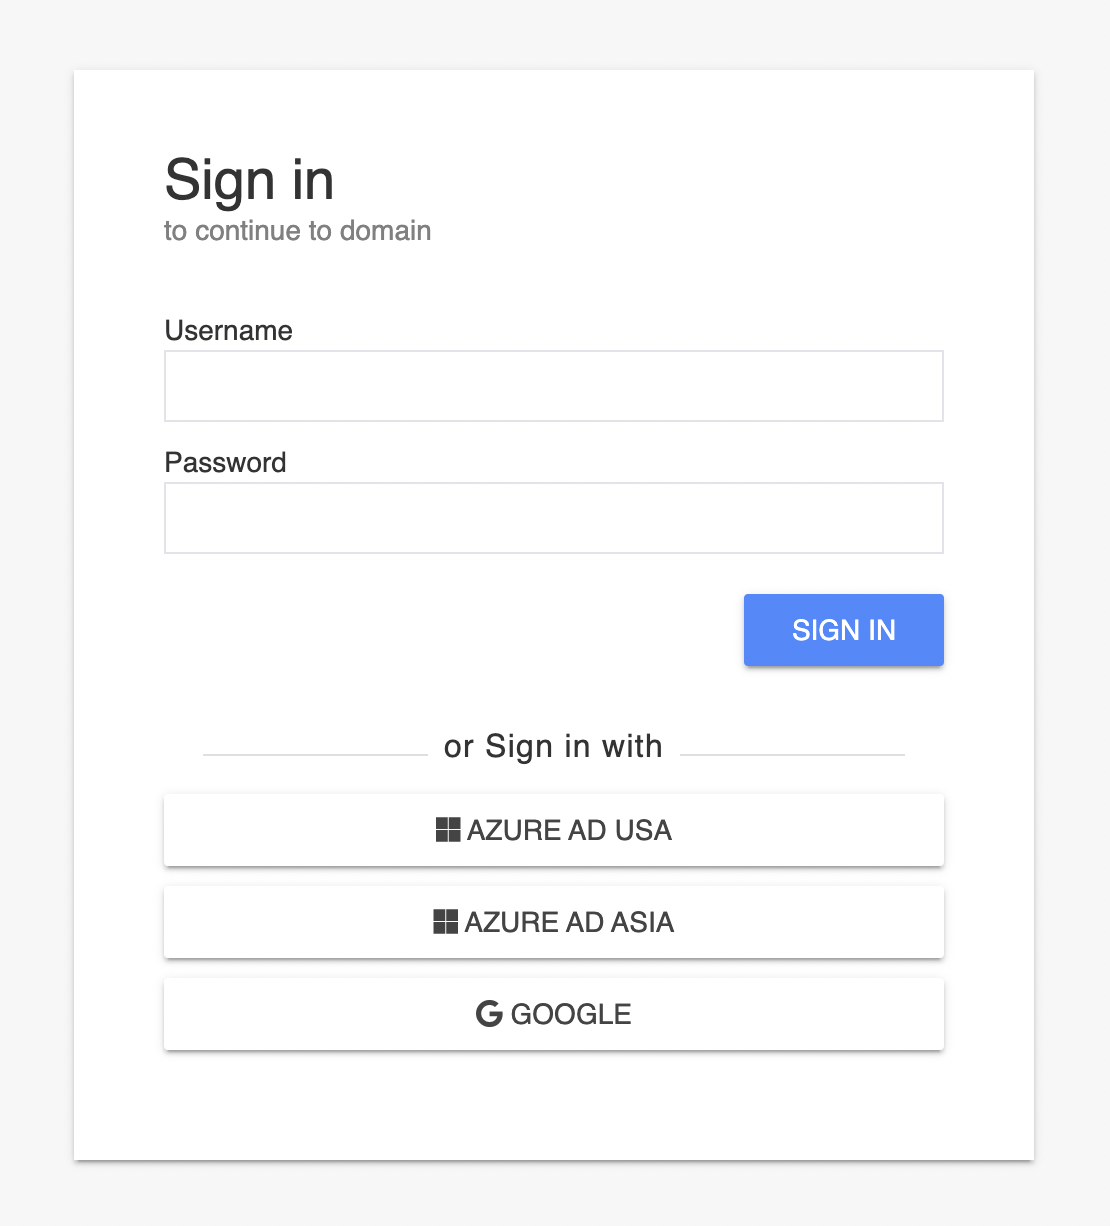 Sign in
to continue to domain
Username
Password
SIGN IN
or Sign in with
AZURE AD USA
AZURE AD ASIA
GOOGLE